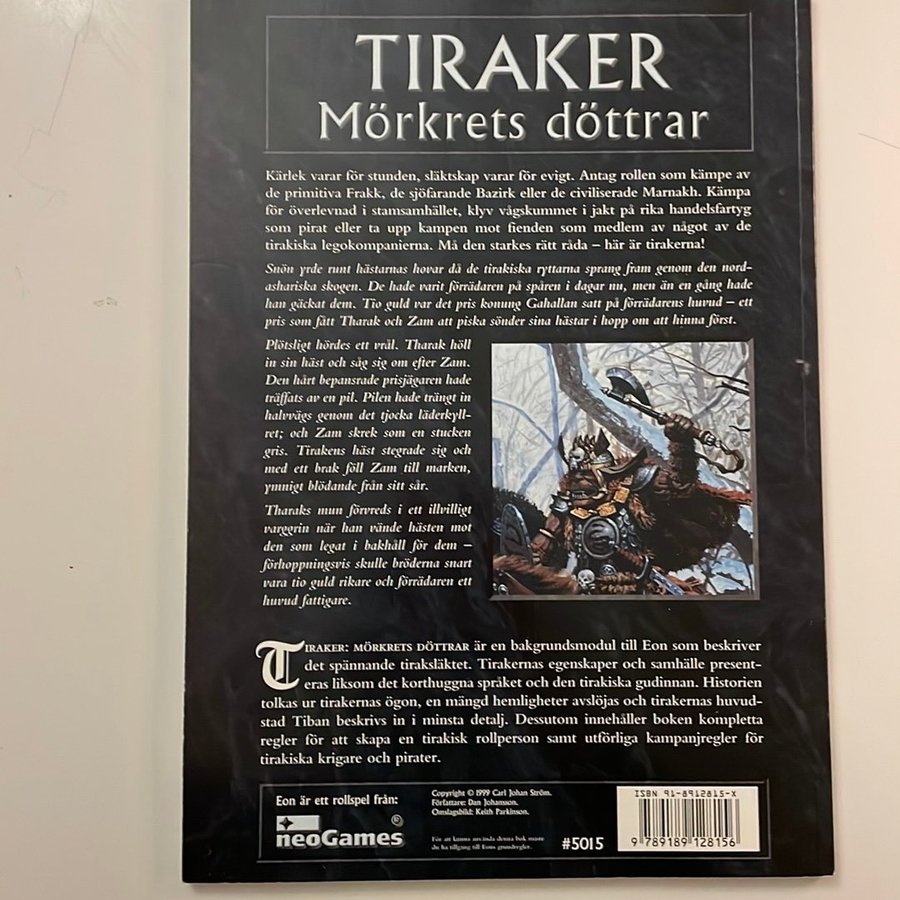 TIRAKER
Mörkrets döttrar
Kärlek varar för stunden, släktskap varar för evigt. Antag rollen som kämpe av
de primitiva Frakk, de sjöfarande Bazirk eller de civiliserade Marnakh. Kämpa
för överlevnad i stamsamhället, klyv vågskummet i jakt på rika handelsfartyg
som pirat eller ta upp kampen mot fienden som medlem av något av de
tirakiska legokompanierna. Må den starkes rätt råda – här är tirakerna!
Snön yrde runt hästarnas hovar då de tirakiska ryttarna sprang fram genom den nord-
ashariska skogen. De hade varit förrädaren på spåren i dagar nu, men än en gång hade
han gäckat dem. Tio guld var det pris konung Gahallan satt på förrädarens huvud – ett
pris som fått Tharak och Zam att piska sönder sina hästar i hopp om att hinna först.
Plötsligt hördes ett vrål. Tharak höll
in sin häst och såg sig om efter Zam.
Den hårt bepansrade prisjägaren hade
träffats av en pil. Pilen hade trängt in
halvvägs genom det tjocka läderkyll-
ret; och Zam skrek som en stucken
gris. Tirakens häst stegrade sig och
med ett brak föll Zam till marken,
ymnigt blödande från sitt sår.
Tharaks mun förvreds i ett illvilligt
varggrin när han vände hästen mot
den som legat i bakhåll för dem –
förhoppningsvis skulle bröderna snart
vara tio guld rikare och förrädaren ett
huvud fattigare.
TIRAKER: MÖRKRETS DÖTTRAR är en bakgrundsmodul till Eon som beskriver
det spännande tiraksläktet. Tirakernas egenskaper och samhälle present-
eras liksom det korthuggna språket och den tirakiska gudinnan. Historien
tolkas ur tirakernas ögon, en mängd hemligheter avslöjas och tirakernas huvud-
stad Tiban beskrivs in i minsta detalj. Dessutom innehåller boken kompletta
regler för att skapa en tirakisk rollperson samt utförliga kampanjregler för
tirakiska krigare och pirater.
Eon är ett rollspel från:
neoGames ®
Copyright © 1999 Carl Johan Ström.
Författare: Dan Johansson.
Omslagsbild: Keith Parkinson.
För att kunna använda denna bok måste
du ha tillgång till Eons grundregler.
#5015
ISBN 91-8912815-X
9 789189 128156